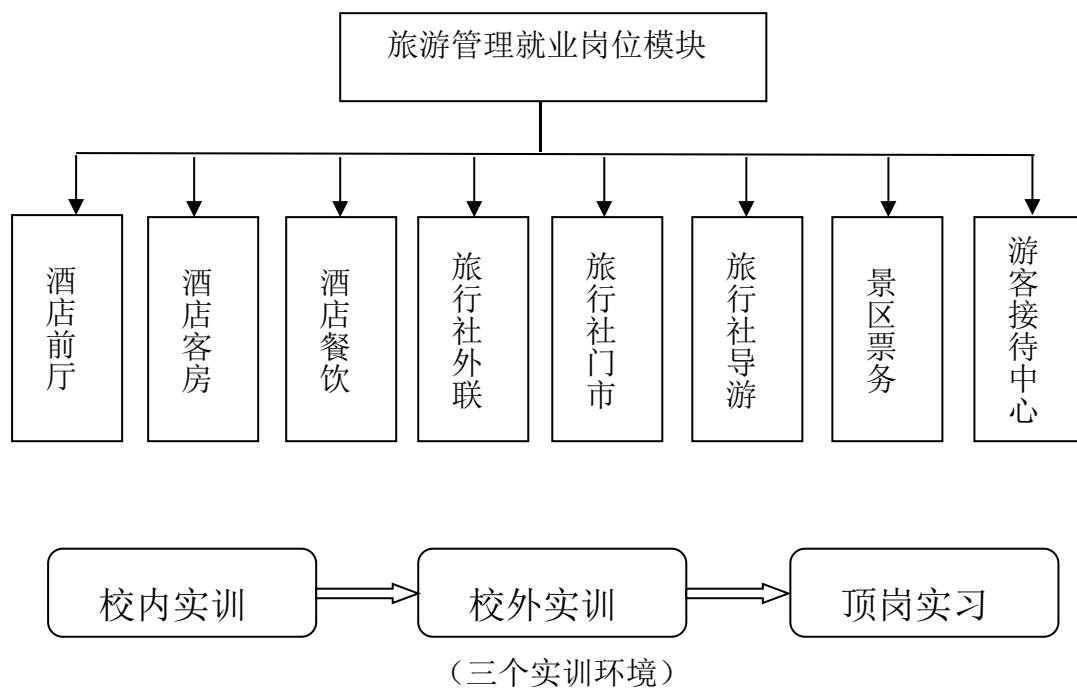 旅游管理就业岗位模块
酒店前厅
酒店客房
酒店餐饮
旅行社外联
旅行社门市
旅行社导游
景区票务
游客接待中心
校内实训
校外实训
顶岗实习
（三个实训环境）